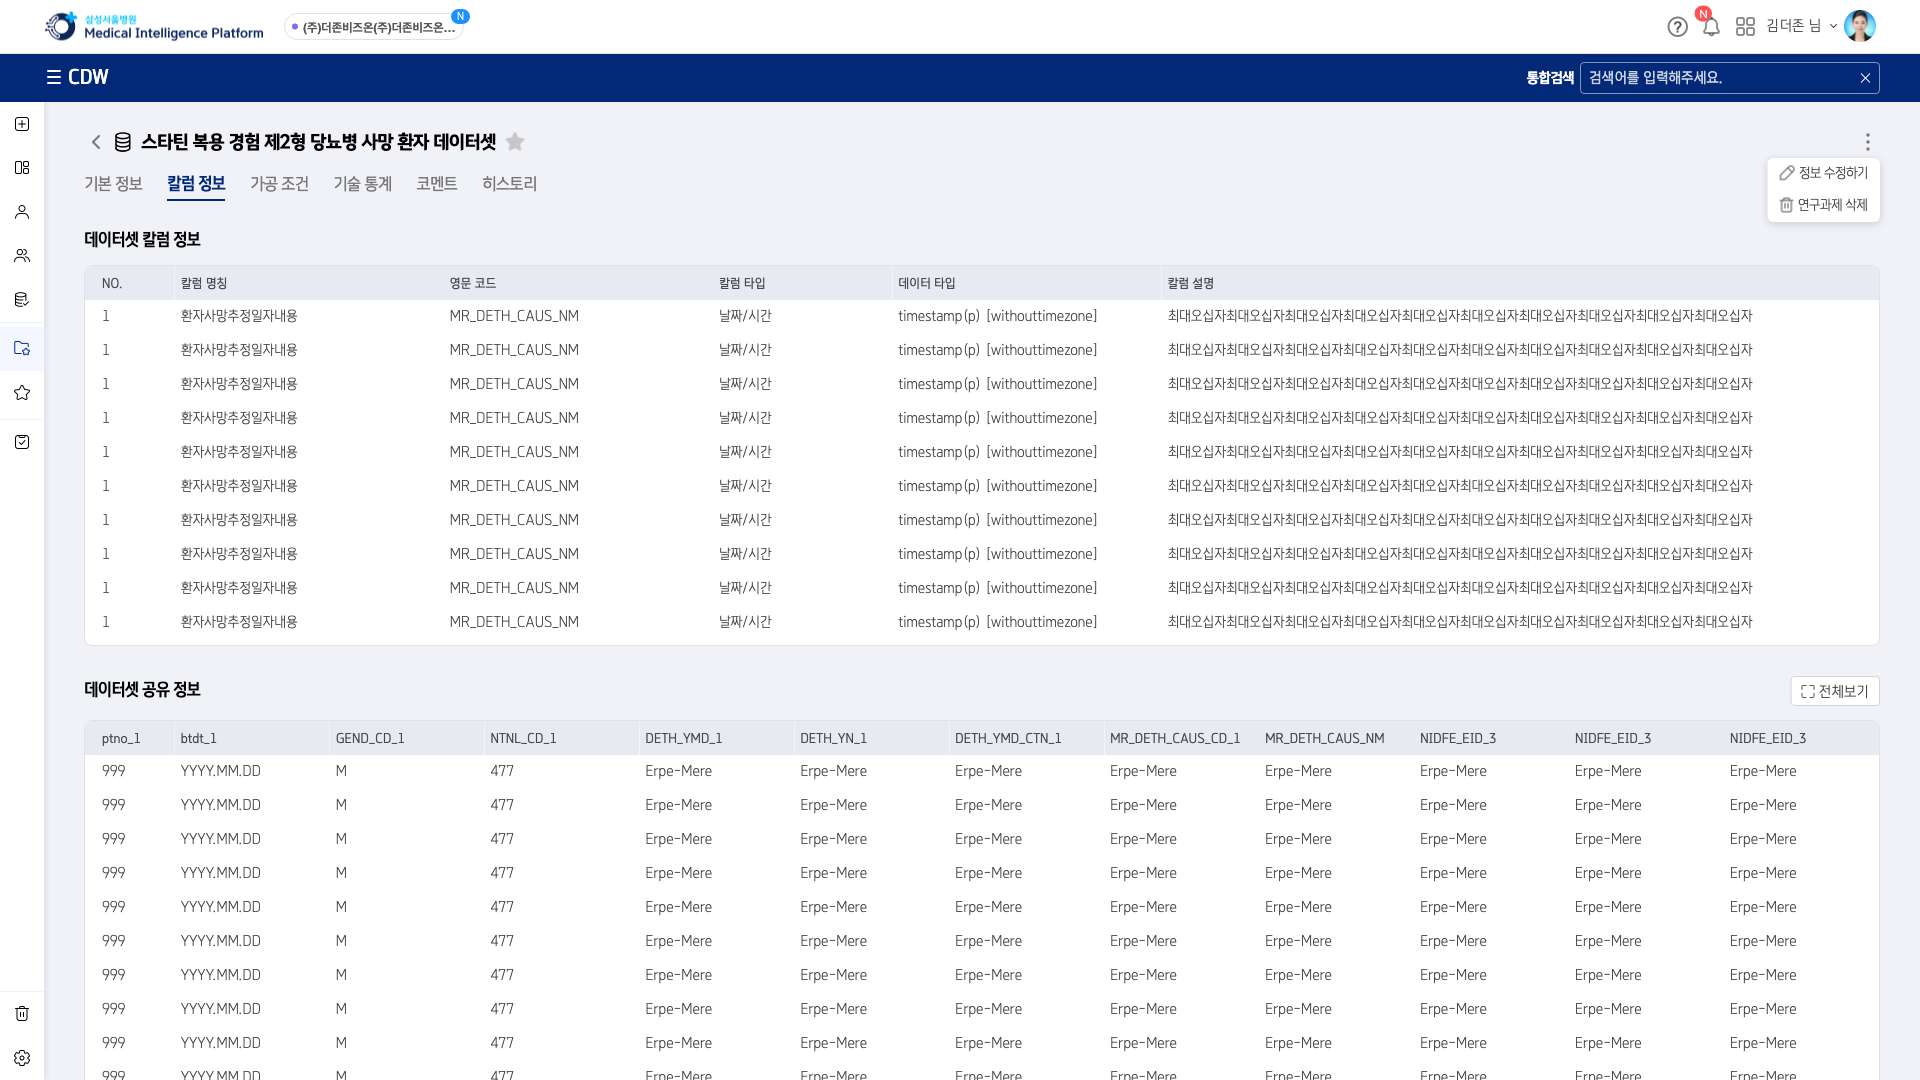 삼성서울병원
Medical Intelligence Platform
(주)더존비즈온(주)더존비즈온...
N
N
김더존 님
CDW
통합검색
검색어를 입력해주세요.
스타틴 복용 경험 제2형 당뇨병 사망 환자 데이터셋
기본 정보 칼럼 정보 가공 조건 기술 통계 코멘트 히스토리
정보 수정하기
연구과제 삭제
데이터셋 칼럼 정보
NO. 칼럼 명칭 영문 코드 칼럼 타입 데이터 타입 칼럼 설명
1 환자사망추정일자내용 MR_DETH_CAUS_NM 날짜/시간 timestamp(p) [withouttimezone] 최대오십자최대오십자최대오십자최대오십자최대오십자최대오십자최대오십자최대오십자최대오십자최대오십자
1 환자사망추정일자내용 MR_DETH_CAUS_NM 날짜/시간 timestamp(p) [withouttimezone] 최대오십자최대오십자최대오십자최대오십자최대오십자최대오십자최대오십자최대오십자최대오십자최대오십자
1 환자사망추정일자내용 MR_DETH_CAUS_NM 날짜/시간 timestamp(p) [withouttimezone] 최대오십자최대오십자최대오십자최대오십자최대오십자최대오십자최대오십자최대오십자최대오십자최대오십자
1 환자사망추정일자내용 MR_DETH_CAUS_NM 날짜/시간 timestamp(p) [withouttimezone] 최대오십자최대오십자최대오십자최대오십자최대오십자최대오십자최대오십자최대오십자최대오십자최대오십자
1 환자사망추정일자내용 MR_DETH_CAUS_NM 날짜/시간 timestamp(p) [withouttimezone] 최대오십자최대오십자최대오십자최대오십자최대오십자최대오십자최대오십자최대오십자최대오십자최대오십자
1 환자사망추정일자내용 MR_DETH_CAUS_NM 날짜/시간 timestamp(p) [withouttimezone] 최대오십자최대오십자최대오십자최대오십자최대오십자최대오십자최대오십자최대오십자최대오십자최대오십자
1 환자사망추정일자내용 MR_DETH_CAUS_NM 날짜/시간 timestamp(p) [withouttimezone] 최대오십자최대오십자최대오십자최대오십자최대오십자최대오십자최대오십자최대오십자최대오십자최대오십자
1 환자사망추정일자내용 MR_DETH_CAUS_NM 날짜/시간 timestamp(p) [withouttimezone] 최대오십자최대오십자최대오십자최대오십자최대오십자최대오십자최대오십자최대오십자최대오십자최대오십자
1 환자사망추정일자내용 MR_DETH_CAUS_NM 날짜/시간 timestamp(p) [withouttimezone] 최대오십자최대오십자최대오십자최대오십자최대오십자최대오십자최대오십자최대오십자최대오십자최대오십자
1 환자사망추정일자내용 MR_DETH_CAUS_NM 날짜/시간 timestamp(p) [withouttimezone] 최대오십자최대오십자최대오십자최대오십자최대오십자최대오십자최대오십자최대오십자최대오십자최대오십자
데이터셋 공유 정보
전체보기
ptno_1 btdt_1 GEND_CD_1 NTNL_CD_1 DETH_YMD_1 DETH_YN_1 DETH_YMD_CTN_1 MR_DETH_CAUS_CD_1 MR_DETH_CAUS_NM NIDFE_EID_3 NIDFE_EID_3 NIDFE_EID_3
999 YYYY.MM.DD M 477 Erpe-Mere Erpe-Mere Erpe-Mere Erpe-Mere Erpe-Mere Erpe-Mere Erpe-Mere Erpe-Mere
999 YYYY.MM.DD M 477 Erpe-Mere Erpe-Mere Erpe-Mere Erpe-Mere Erpe-Mere Erpe-Mere Erpe-Mere Erpe-Mere
999 YYYY.MM.DD M 477 Erpe-Mere Erpe-Mere Erpe-Mere Erpe-Mere Erpe-Mere Erpe-Mere Erpe-Mere Erpe-Mere
999 YYYY.MM.DD M 477 Erpe-Mere Erpe-Mere Erpe-Mere Erpe-Mere Erpe-Mere Erpe-Mere Erpe-Mere Erpe-Mere
999 YYYY.MM.DD M 477 Erpe-Mere Erpe-Mere Erpe-Mere Erpe-Mere Erpe-Mere Erpe-Mere Erpe-Mere Erpe-Mere
999 YYYY.MM.DD M 477 Erpe-Mere Erpe-Mere Erpe-Mere Erpe-Mere Erpe-Mere Erpe-Mere Erpe-Mere Erpe-Mere
999 YYYY.MM.DD M 477 Erpe-Mere Erpe-Mere Erpe-Mere Erpe-Mere Erpe-Mere Erpe-Mere Erpe-Mere Erpe-Mere
999 YYYY.MM.DD M 477 Erpe-Mere Erpe-Mere Erpe-Mere Erpe-Mere Erpe-Mere Erpe-Mere Erpe-Mere Erpe-Mere
999 YYYY.MM.DD M 477 Erpe-Mere Erpe-Mere Erpe-Mere Erpe-Mere Erpe-Mere Erpe-Mere Erpe-Mere Erpe-Mere
999 YYYY.MM.DD M 477 Erpe-Mere Erpe-Mere Erpe-Mere Erpe-Mere Erpe-Mere Erpe-Mere Erpe-Mere Erpe-Mere